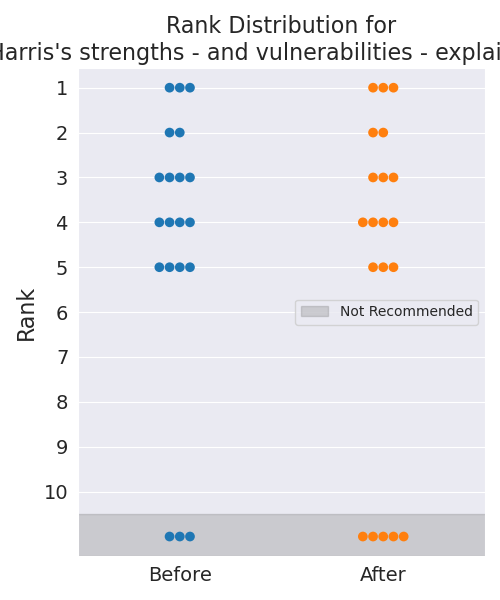 Rank Distribution for
Harris's strengths - and vulnerabilities - explai
1
2
3
4
5
6
7
8
9
10
Rank
Not Recommended
Before
After